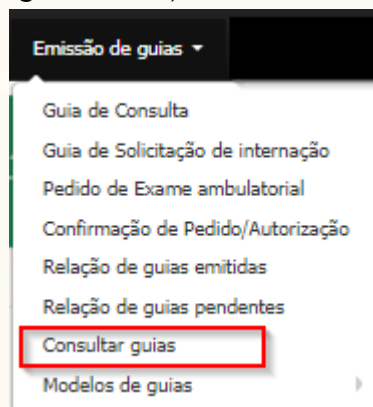 Emissão de guias
Guia de Consulta
Guia de Solicitação de internação
Pedido de Exame ambulatorial
Confirmação de Pedido/Autorização
Relação de guias emitidas
Relação de guias pendentes
Consultar guias
Modelos de guias